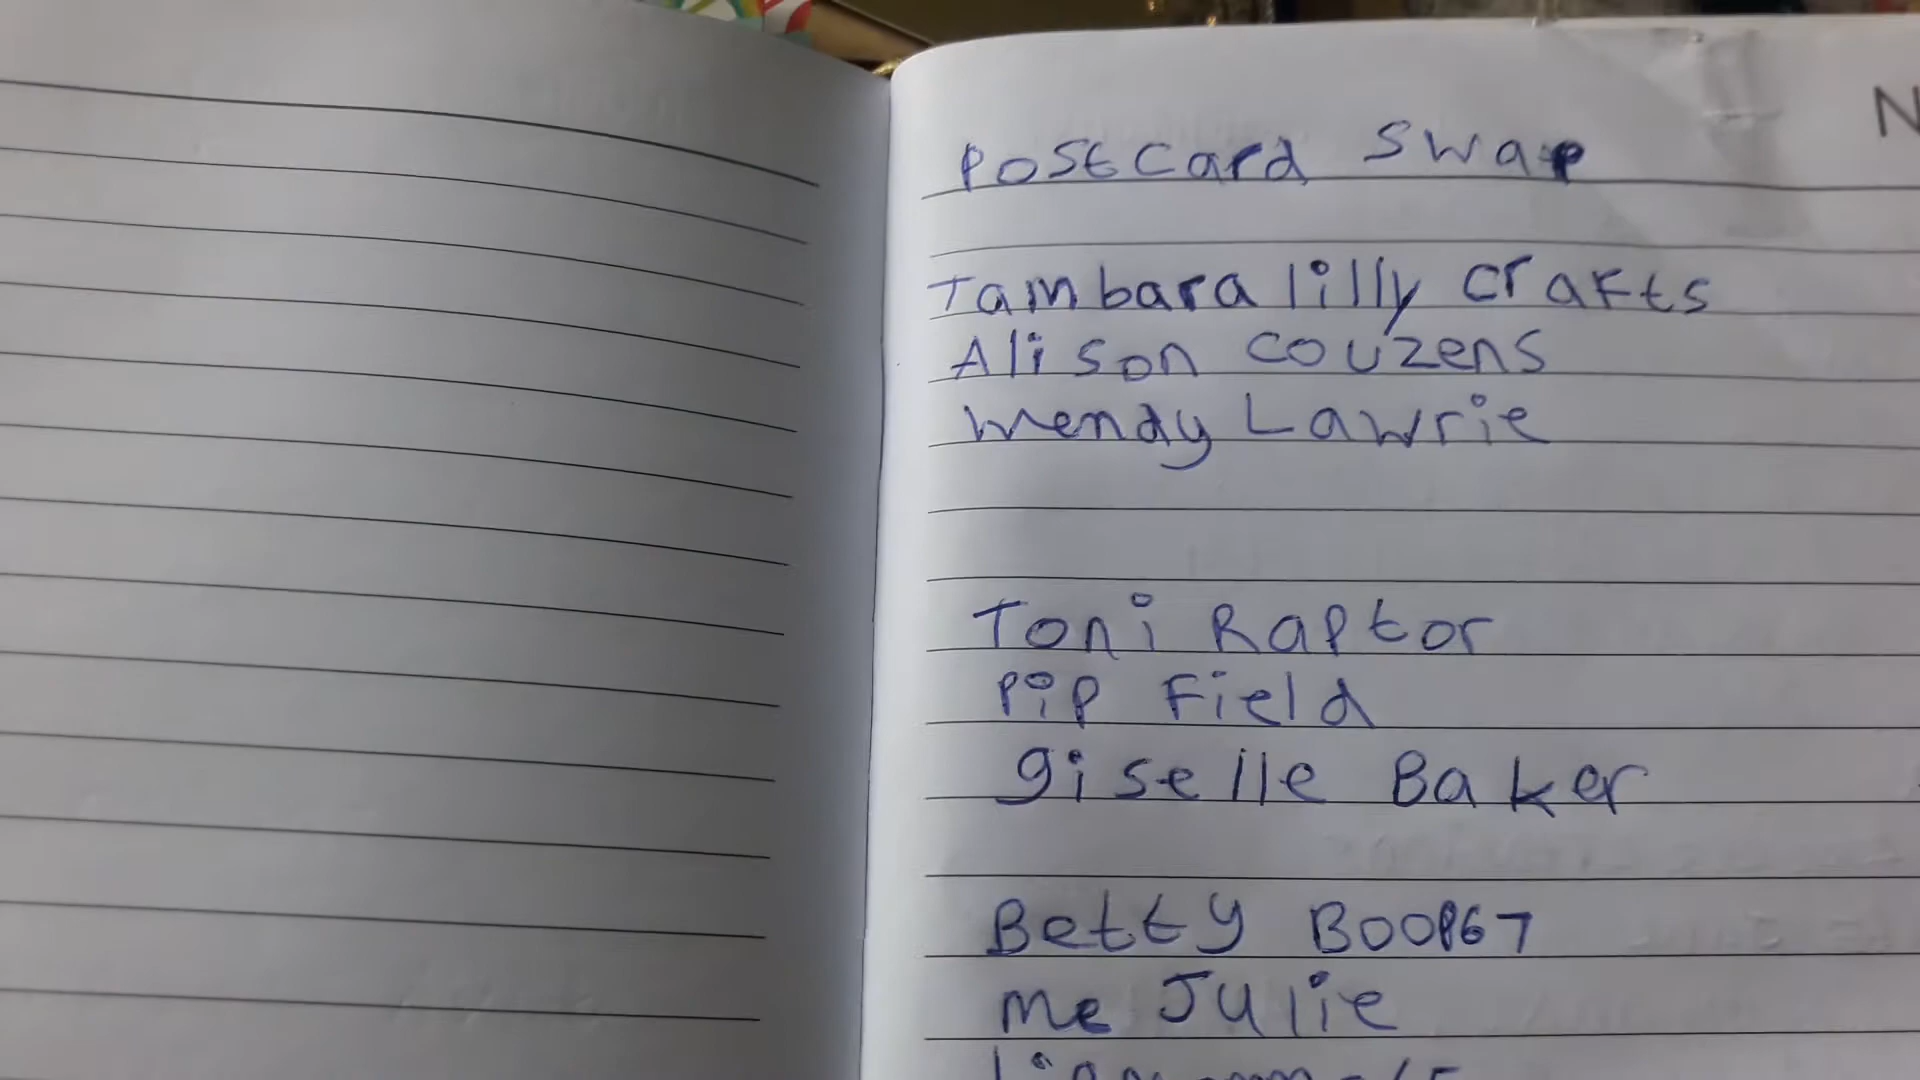 Postcard Swap
Tambara lilly crafts
Alison Couzens
Wendy Lawrie
Toni Raptor
Pip Field
giselle Baker
Betty Boop67
me Julie